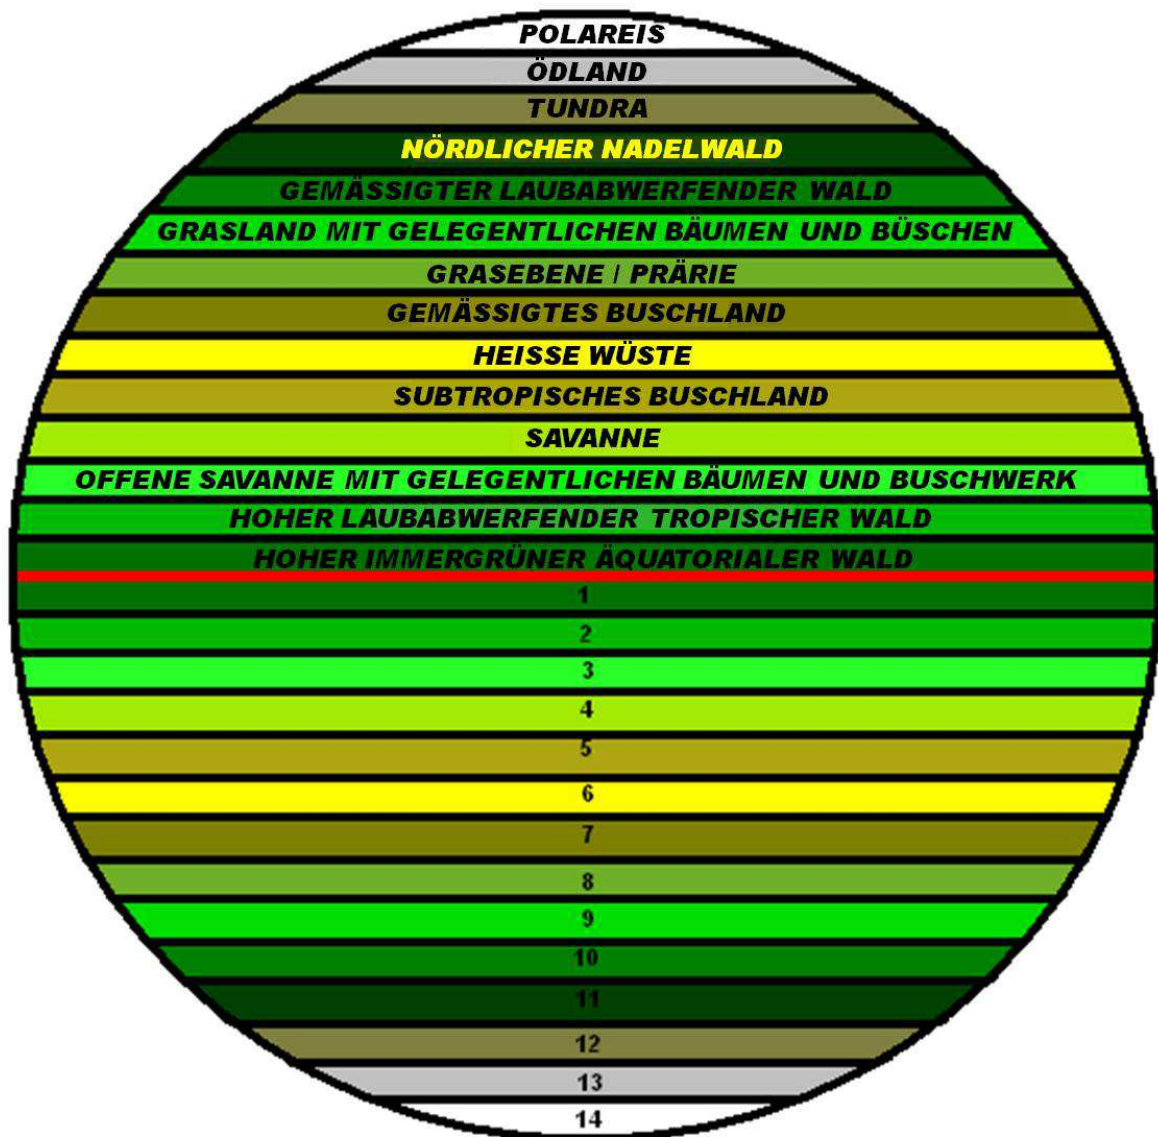 POLAREIS
ÖDLAND
TUNDRA
NÖRDLICHER NADELWALD
GEMÄSSIGTER LAUBABWERFENDER WALD
GRASLAND MIT GELEGENTLICHEN BÄUMEN UND BÜSCHEN
GRASEBENE / PRÄRIE
GEMÄSSIGTES BUSCHLAND
HEISSE WÜSTE
SUBTROPISCHES BUSCHLAND
SAVANNE
OFFENE SAVANNE MIT GELEGENTLICHEN BÄUMEN UND BUSCHWERK
HOHER LAUBABWERFENDER TROPISCHER WALD
HOHER IMMERGRÜNER ÄQUATORIALER WALD
1
2
3
4
5
6
7
8
9
10
11
12
13
14